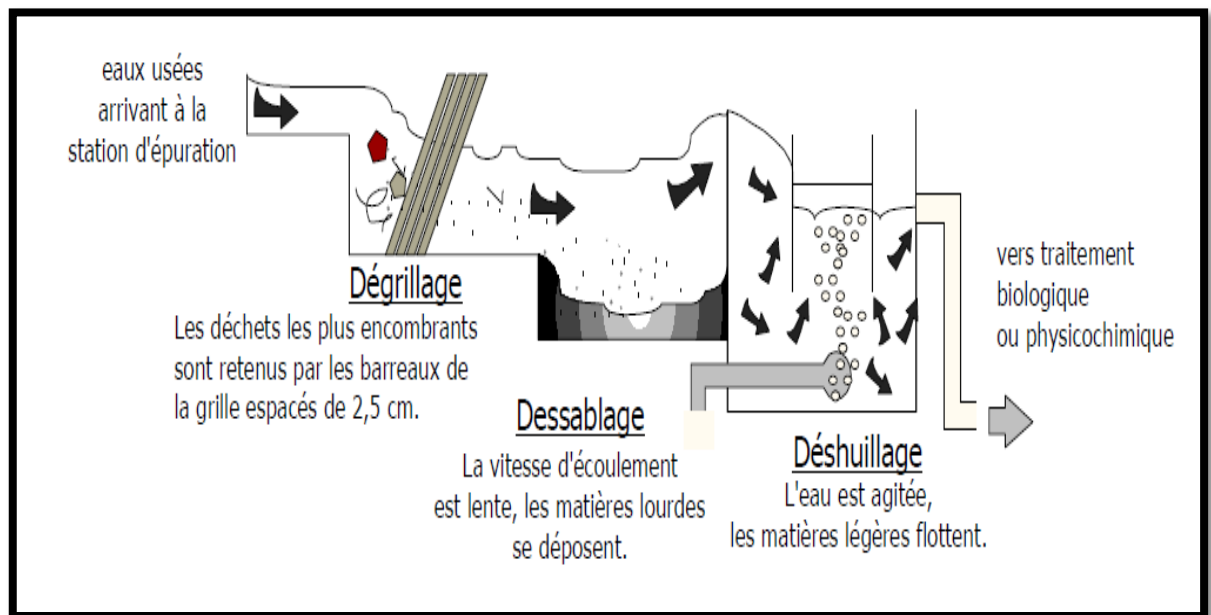 eaux usées
arrivant à la
station d'épuration
Dégrillage
Les déchets les plus encombrants
sont retenus par les barreaux de
la grille espacés de 2,5 cm.
Dessablage
La vitesse d'écoulement
est lente, les matières lourdes
se déposent.
Déshuillage
L'eau est agitée,
les matières légères flottent.
vers traitement
biologique
ou physicochimique